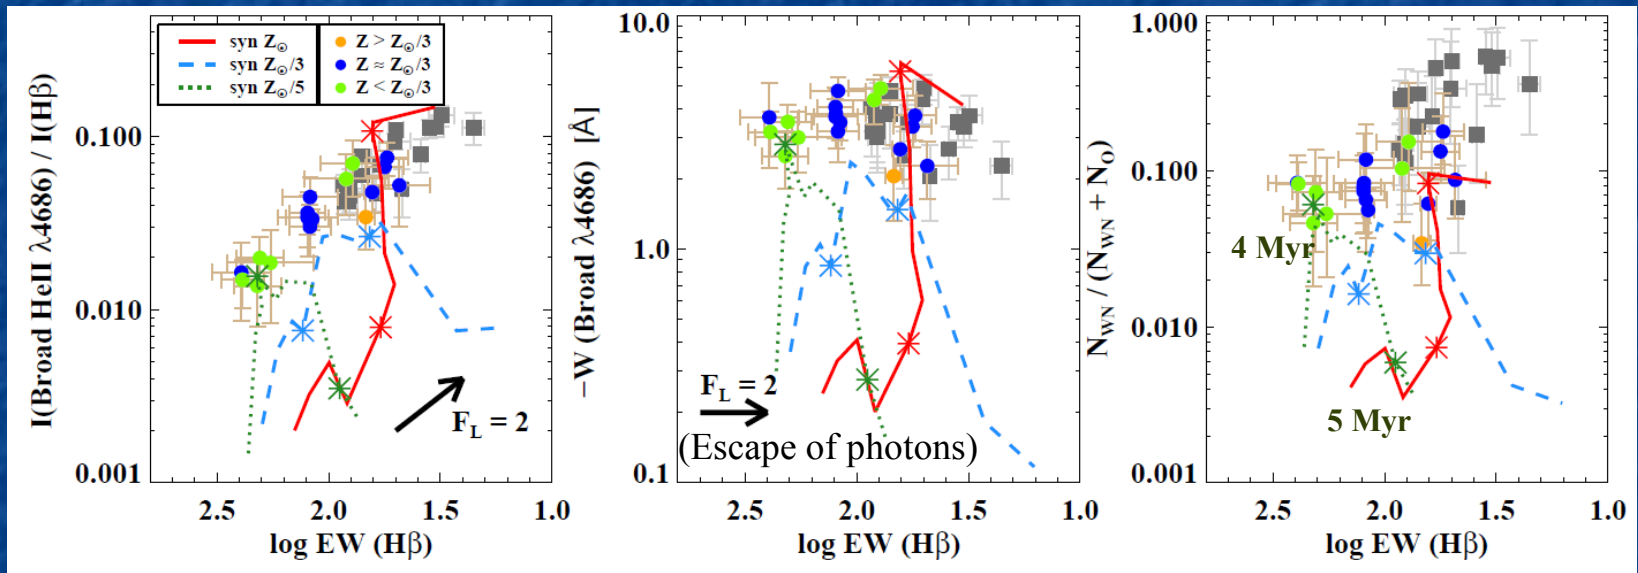 I(Broad HeII λ4686) / I(Hβ)
0.100
0.010
0.001
syn Z☉
syn Z☉/3
syn Z☉/5
Z > Z☉/3
Z ≈ Z☉/3
Z < Z☉/3
F_L = 2
2.5 2.0 1.5 1.0
log EW (Hβ)
−W (Broad λ4686) [Å]
10.0
1.0
0.1
F_L = 2
(Escape of photons)
2.5 2.0 1.5 1.0
log EW (Hβ)
N_WN / (N_WN + N_O)
1.000
0.100
0.010
0.001
4 Myr
5 Myr
2.5 2.0 1.5 1.0
log EW (Hβ)